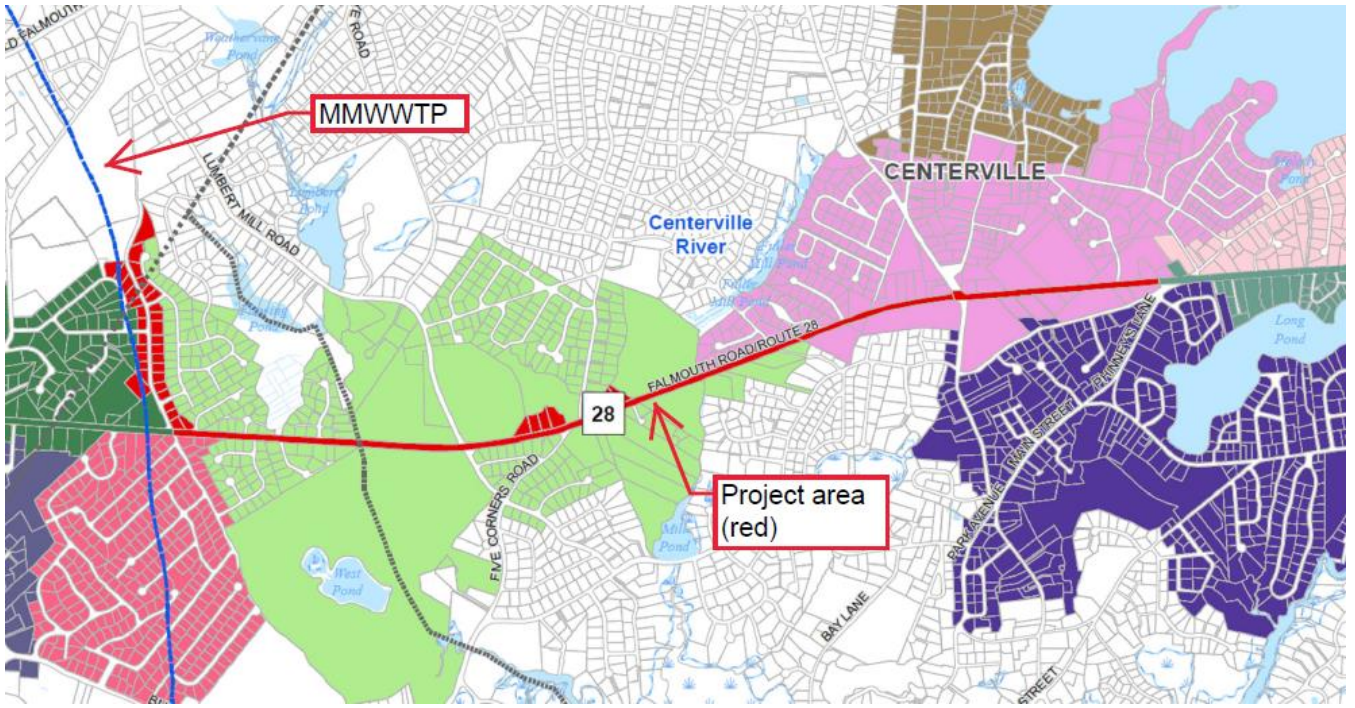 MMWWTP
LUMBERT MILL ROAD
CENTERVILLE
Centerville
River
FALMOUTH ROAD/ROUTE 28
28
Project area
(red)
FIVE CORNERS ROAD
West
Pond
Mill
Pond
BAY LANE
PARK AVENUE
MAIN STREET
PHINNEYS LANE
Long
Pond
STREET